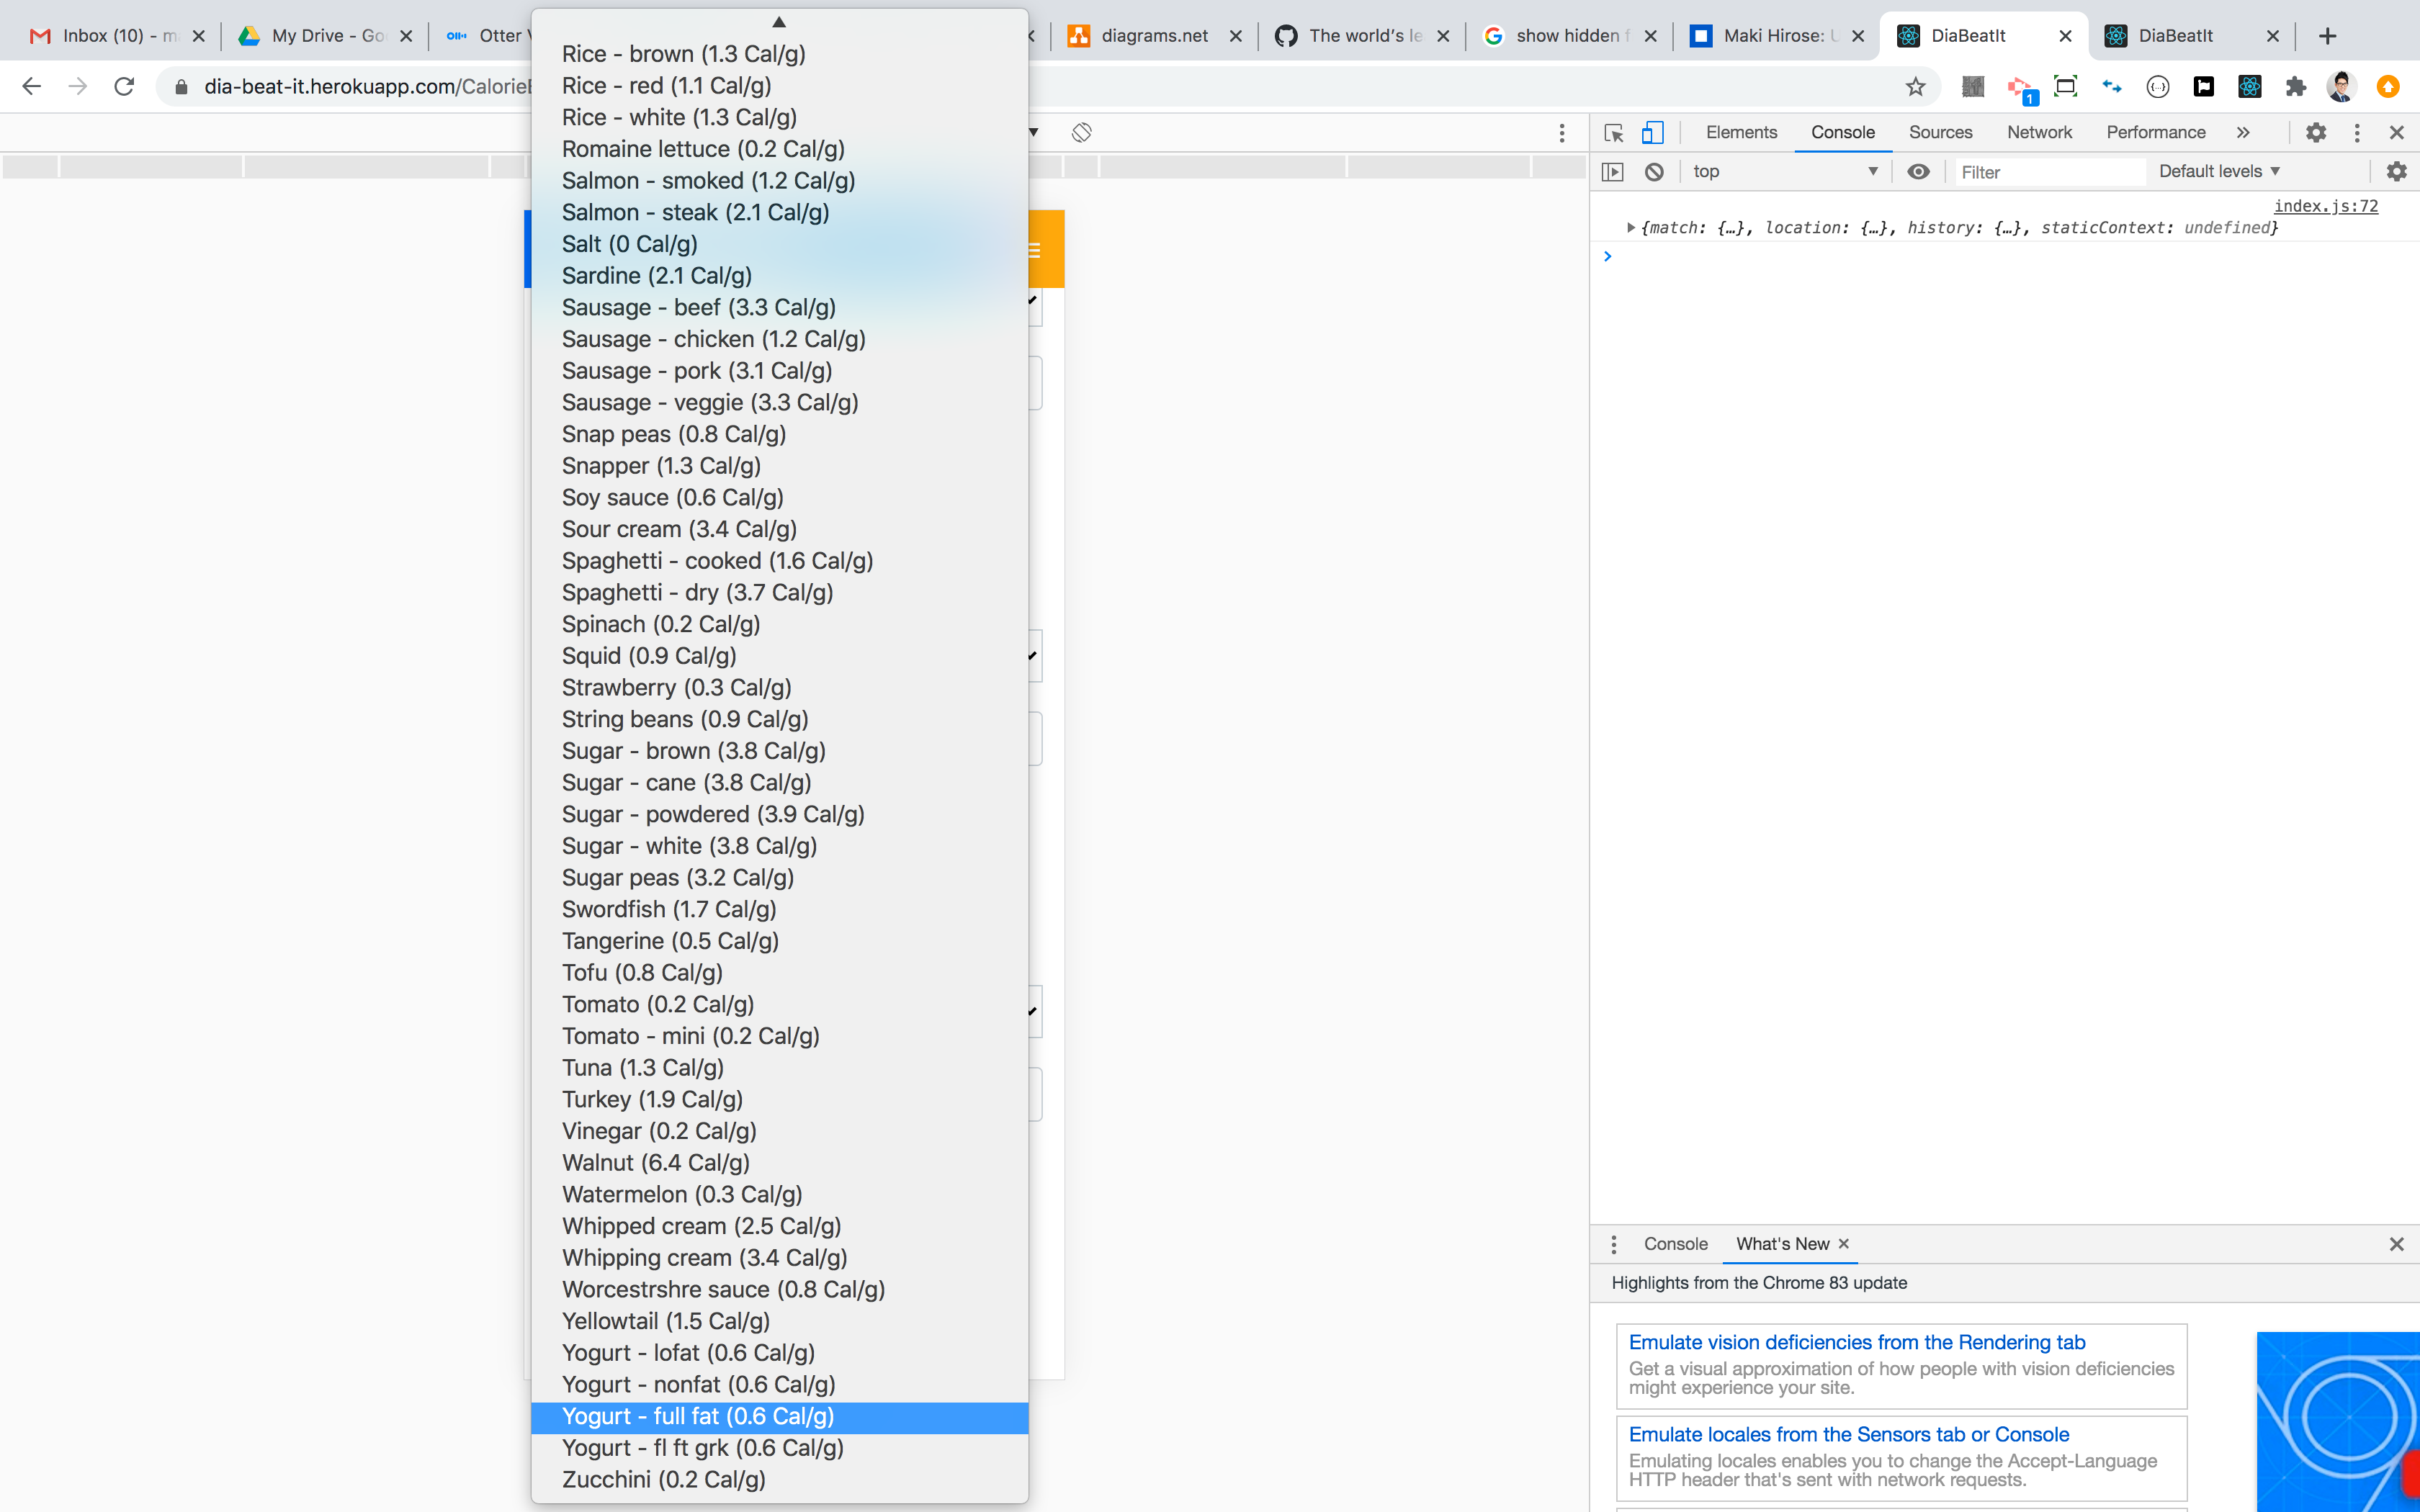 Inbox (10) - m
My Drive - Go
Otter
diagrams.net
The world's le
show hidden f
Maki Hirose: U
DiaBeatIt
DiaBeatIt
dia-beat-it.herokuapp.com/Calorie
1
Rice - brown (1.3 Cal/g)
Rice - red (1.1 Cal/g)
Rice - white (1.3 Cal/g)
Romaine lettuce (0.2 Cal/g)
Salmon - smoked (1.2 Cal/g)
Salmon - steak (2.1 Cal/g)
Salt (0 Cal/g)
Sardine (2.1 Cal/g)
Sausage - beef (3.3 Cal/g)
Sausage - chicken (1.2 Cal/g)
Sausage - pork (3.1 Cal/g)
Sausage - veggie (3.3 Cal/g)
Snap peas (0.8 Cal/g)
Snapper (1.3 Cal/g)
Soy sauce (0.6 Cal/g)
Sour cream (3.4 Cal/g)
Spaghetti - cooked (1.6 Cal/g)
Spaghetti - dry (3.7 Cal/g)
Spinach (0.2 Cal/g)
Squid (0.9 Cal/g)
Strawberry (0.3 Cal/g)
String beans (0.9 Cal/g)
Sugar - brown (3.8 Cal/g)
Sugar - cane (3.8 Cal/g)
Sugar - powdered (3.9 Cal/g)
Sugar - white (3.8 Cal/g)
Sugar peas (3.2 Cal/g)
Swordfish (1.7 Cal/g)
Tangerine (0.5 Cal/g)
Tofu (0.8 Cal/g)
Tomato (0.2 Cal/g)
Tomato - mini (0.2 Cal/g)
Tuna (1.3 Cal/g)
Turkey (1.9 Cal/g)
Vinegar (0.2 Cal/g)
Walnut (6.4 Cal/g)
Watermelon (0.3 Cal/g)
Whipped cream (2.5 Cal/g)
Whipping cream (3.4 Cal/g)
Worcestrshre sauce (0.8 Cal/g)
Yellowtail (1.5 Cal/g)
Yogurt - lofat (0.6 Cal/g)
Yogurt - nonfat (0.6 Cal/g)
Yogurt - full fat (0.6 Cal/g)
Yogurt - fl ft grk (0.6 Cal/g)
Zucchini (0.2 Cal/g)
Elements Console Sources Network Performance
top Filter Default levels
index.js:72
{match: {…}, location: {…}, history: {…}, staticContext: undefined}
Console What's New
Highlights from the Chrome 83 update
Emulate vision deficiencies from the Rendering tab
Get a visual approximation of how people with vision deficiencies
might experience your site.
Emulate locales from the Sensors tab or Console
Emulating locales enables you to change the Accept-Language
HTTP header that's sent with network requests.